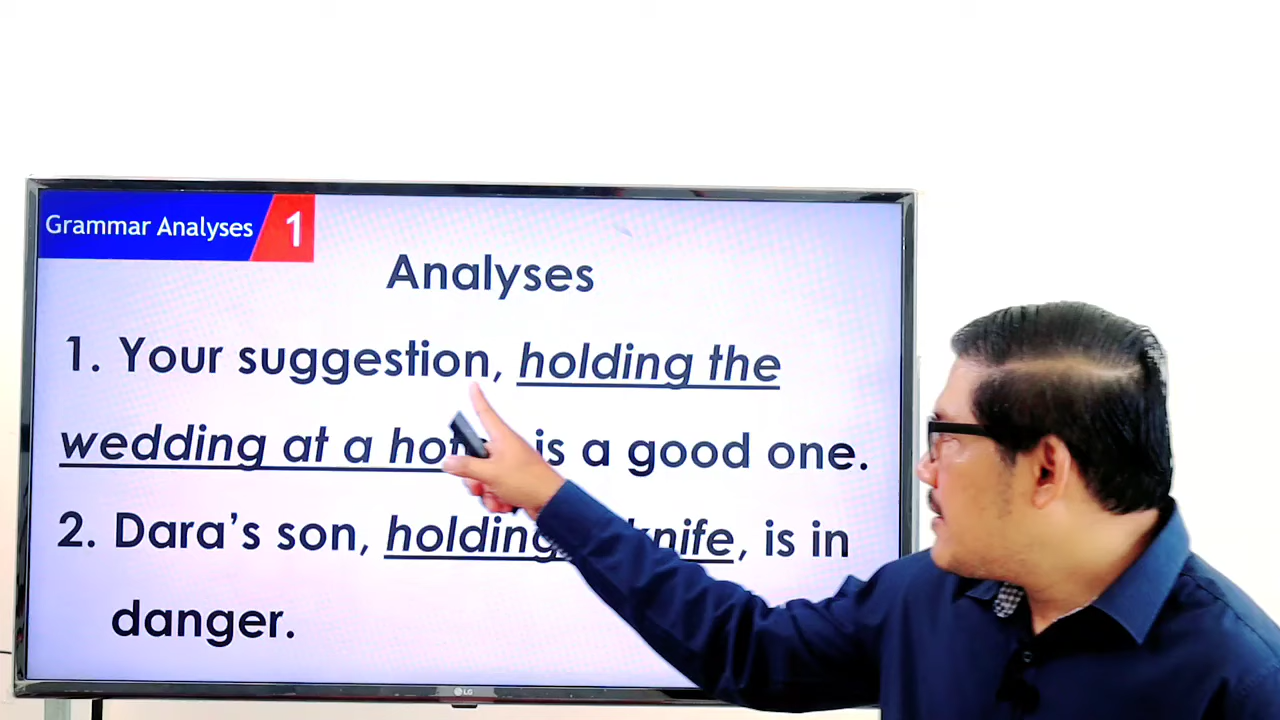 Grammar Analyses 1
Analyses
1. Your suggestion, holding the
wedding at a is a good one.
2. Dara's son, holding knife, is in
danger.
LG